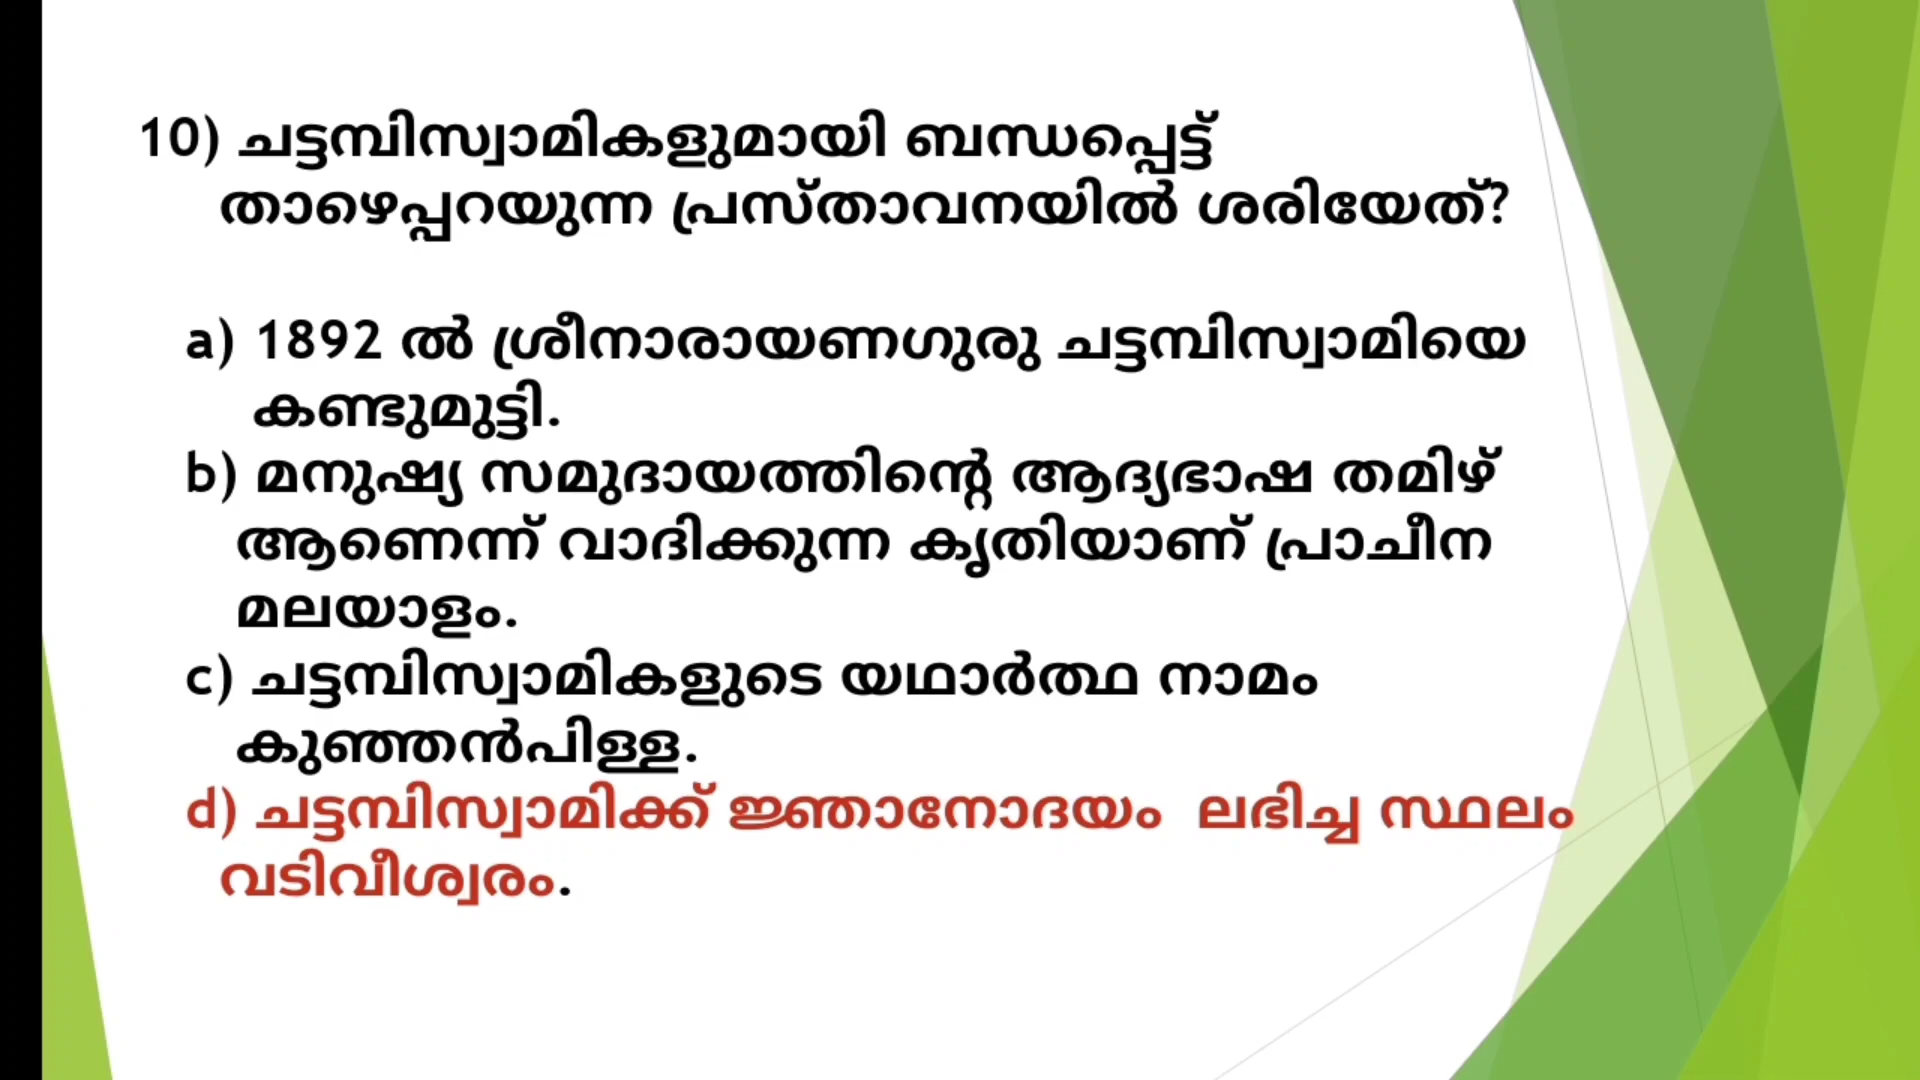 10) ചട്ടമ്പിസ്വാമികളുമായി ബന്ധപ്പെട്ട്
താഴെപ്പറയുന്ന പ്രസ്താവനയിൽ ശരിയേത്?
a) 1892 ൽ ശ്രീനാരായണഗുരു ചട്ടമ്പിസ്വാമിയെ
കണ്ടുമുട്ടി.
b) മനുഷ്യ സമുദായത്തിന്റെ ആദ്യഭാഷ തമിഴ്
ആണെന്ന് വാദിക്കുന്ന കൃതിയാണ് പ്രാചീന
മലയാളം.
c) ചട്ടമ്പിസ്വാമികളുടെ യഥാർത്ഥ നാമം
കുഞ്ഞൻപിള്ള.
d) ചട്ടമ്പിസ്വാമിക്ക് ജ്ഞാനോദയം ലഭിച്ച സ്ഥലം
വടിവീശ്വരം.